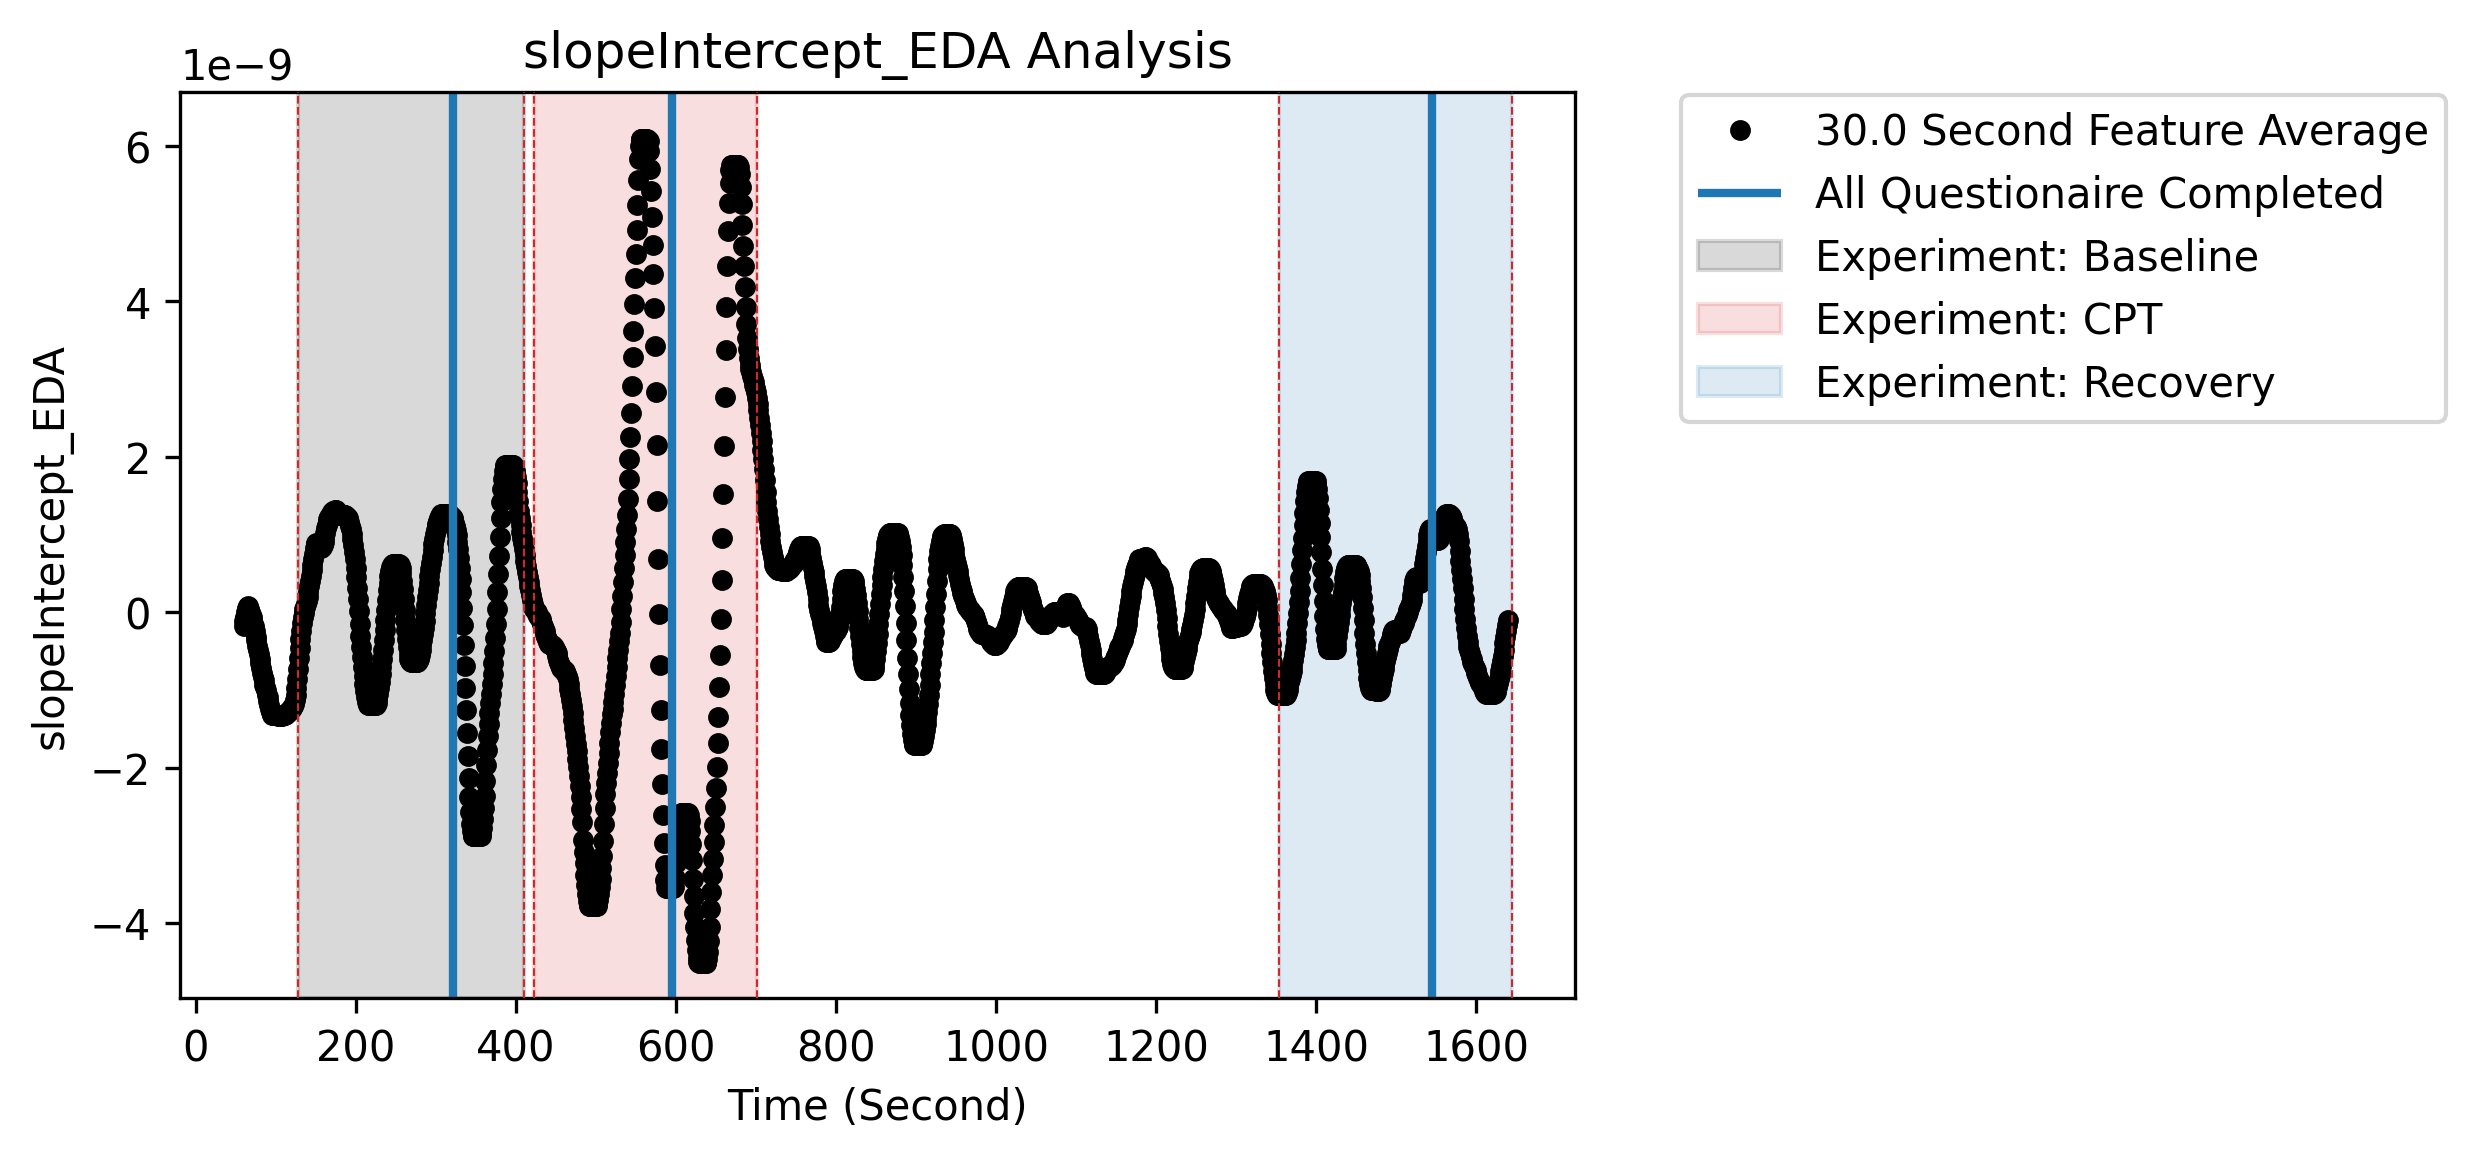 slopeIntercept_EDA Analysis
1e−9
6
4
2
0
−2
−4
slopeIntercept_EDA
0 200 400 600 800 1000 1200 1400 1600
Time (Second)
30.0 Second Feature Average
All Questionaire Completed
Experiment: Baseline
Experiment: CPT
Experiment: Recovery